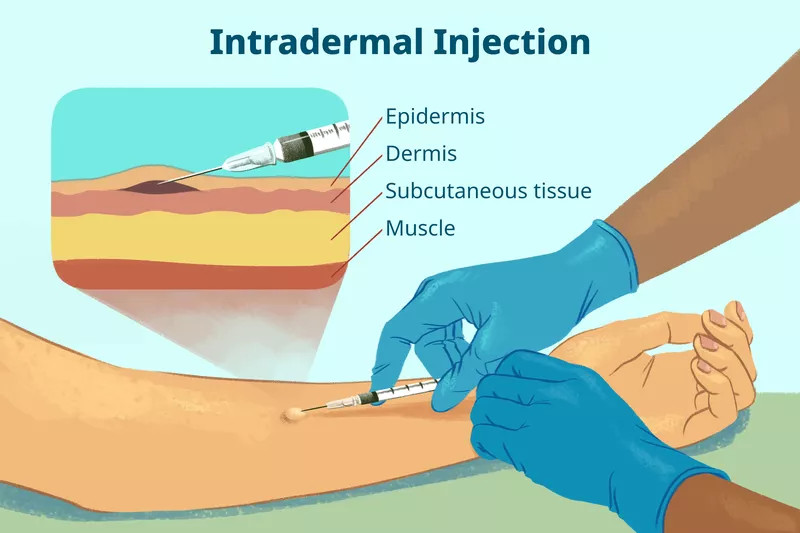 Intradermal Injection
Epidermis
Dermis
Subcutaneous tissue
Muscle